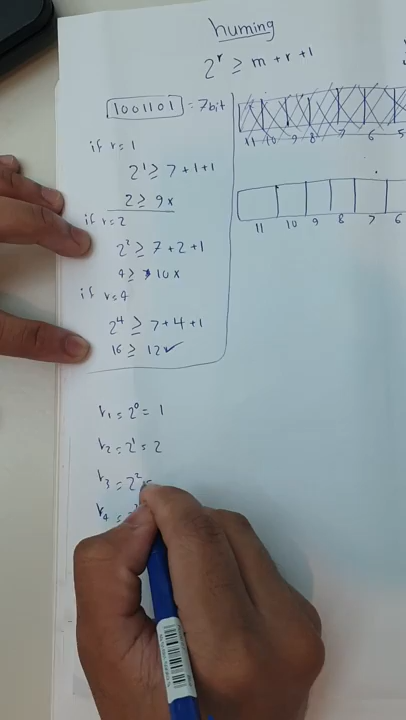 huming
2^r ≥ m + r + 1
1001101 = 7bit
if r = 1
2^1 ≥ 7 + 1 + 1
2 ≥ 9 x
if r = 2
2^2 ≥ 7 + 2 + 1
4 ≥ 10 x
if r = 4
2^4 ≥ 7 + 4 + 1
16 ≥ 12 ✓
11 10 9 8 7 6 5
11 10 9 8 7 6
r1 = 2^0 = 1
r2 = 2^1 = 2
r3 = 2^2 =
r4 =